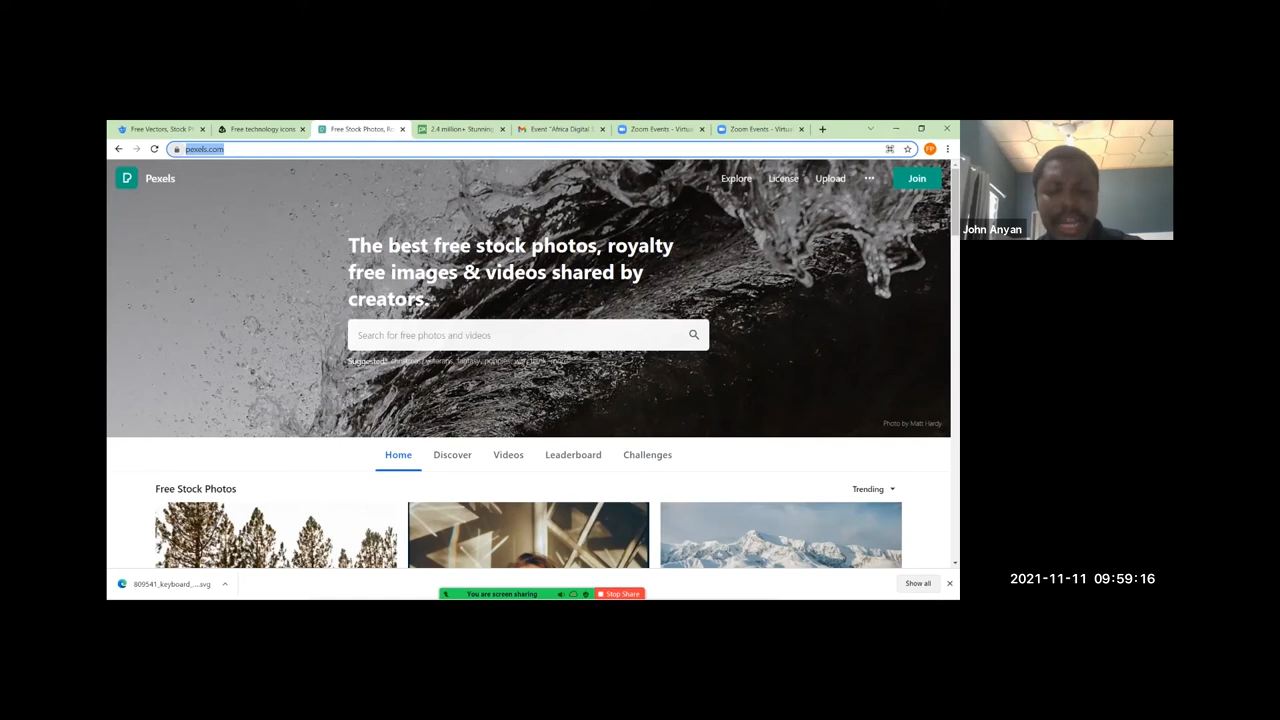 Free Vectors, Stock P
Free technology icons
Free Stock Photos, Ro
2.4 million+ Stunning
Event "Africa Digital
Zoom Events - Virtua
Zoom Events - Virtua
pexels.com
FP
Pexels
Explore
License
Upload
Join
The best free stock photos, royalty
free images & videos shared by
creators.
Search for free photos and videos
Suggested:
Photo by Matt Hardy
Home
Discover
Videos
Leaderboard
Challenges
Free Stock Photos
Trending
809541_keyboard_....svg
Show all
You are screen sharing
Stop Share
John Anyan
2021-11-11 09:59:16